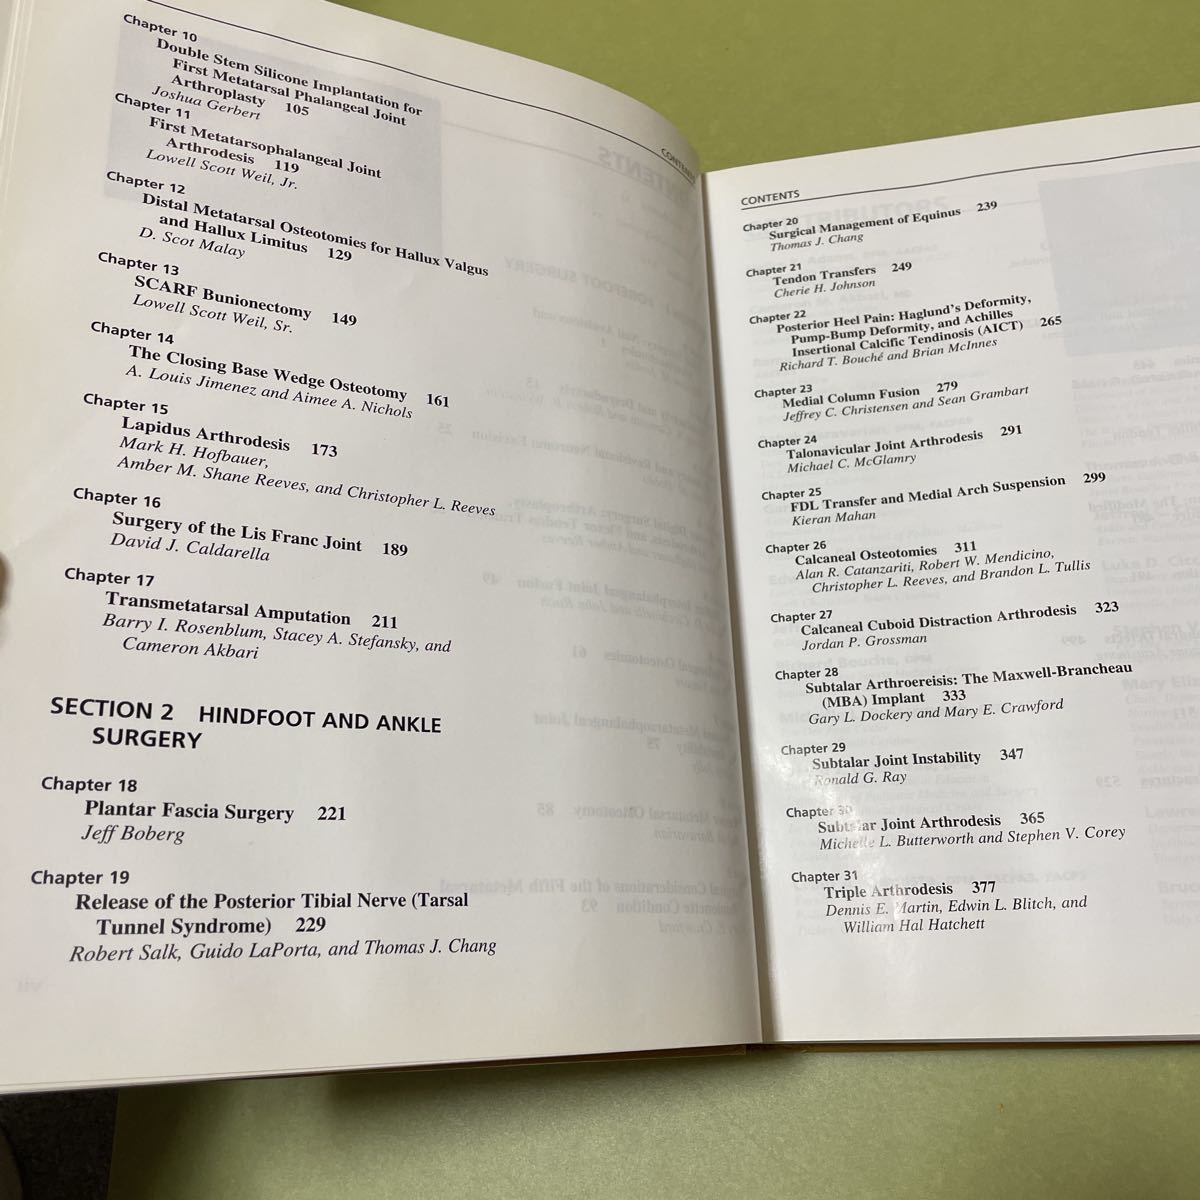 CONTENTS
Chapter 10
Double Stem Silicone Implantation for
First Metatarsal Phalangeal Joint
Arthroplasty 105
Joshua Gerbert
Chapter 11
First Metatarsophalangeal Joint
Arthrodesis 119
Lowell Scott Weil, Jr.
Chapter 12
Distal Metatarsal Osteotomies for Hallux Valgus
and Hallux Limitus 129
D. Scot Malay
Chapter 13
SCARF Bunionectomy 149
Lowell Scott Weil, Sr.
Chapter 14
The Closing Base Wedge Osteotomy 161
A. Louis Jimenez and Aimee A. Nichols
Chapter 15
Lapidus Arthrodesis 173
Mark H. Hofbauer,
Amber M. Shane Reeves, and Christopher L. Reeves
Chapter 16
Surgery of the Lis Franc Joint 189
David J. Caldarella
Chapter 17
Transmetatarsal Amputation 211
Barry I. Rosenblum, Stacey A. Stefansky, and
Cameron Akbari
SECTION 2 HINDFOOT AND ANKLE
SURGERY
Chapter 18
Plantar Fascia Surgery 221
Jeff Boberg
Chapter 19
Release of the Posterior Tibial Nerve (Tarsal
Tunnel Syndrome) 229
Robert Salk, Guido LaPorta, and Thomas J. Chang
CONTENTS
Chapter 20
Surgical Management of Equinus 239
Thomas J. Chang
Chapter 21
Tendon Transfers 249
Cherie H. Johnson
Chapter 22
Posterior Heel Pain: Haglund's Deformity,
Pump-Bump Deformity, and Achilles
Insertional Calcific Tendinosis (AICT) 265
Richard T. Bouché and Brian McInnes
Chapter 23
Medial Column Fusion 279
Jeffrey C. Christensen and Sean Grambart
Chapter 24
Talonavicular Joint Arthrodesis 291
Michael C. McGlamry
Chapter 25
FDL Transfer and Medial Arch Suspension 299
Kieran Mahan
Chapter 26
Calcaneal Osteotomies 311
Alan R. Catanzariti, Robert W. Mendicino,
Christopher L. Reeves, and Brandon L. Tullis
Chapter 27
Calcaneal Cuboid Distraction Arthrodesis 323
Jordan P. Grossman
Chapter 28
Subtalar Arthroereisis: The Maxwell-Brancheau
(MBA) Implant 333
Gary L. Dockery and Mary E. Crawford
Chapter 29
Subtalar Joint Instability 347
Ronald G. Ray
Chapter 30
Subtalar Joint Arthrodesis 365
Michelle L. Butterworth and Stephen V. Corey
Chapter 31
Triple Arthrodesis 377
Dennis E. Martin, Edwin L. Blitch, and
William Hal Hatchett